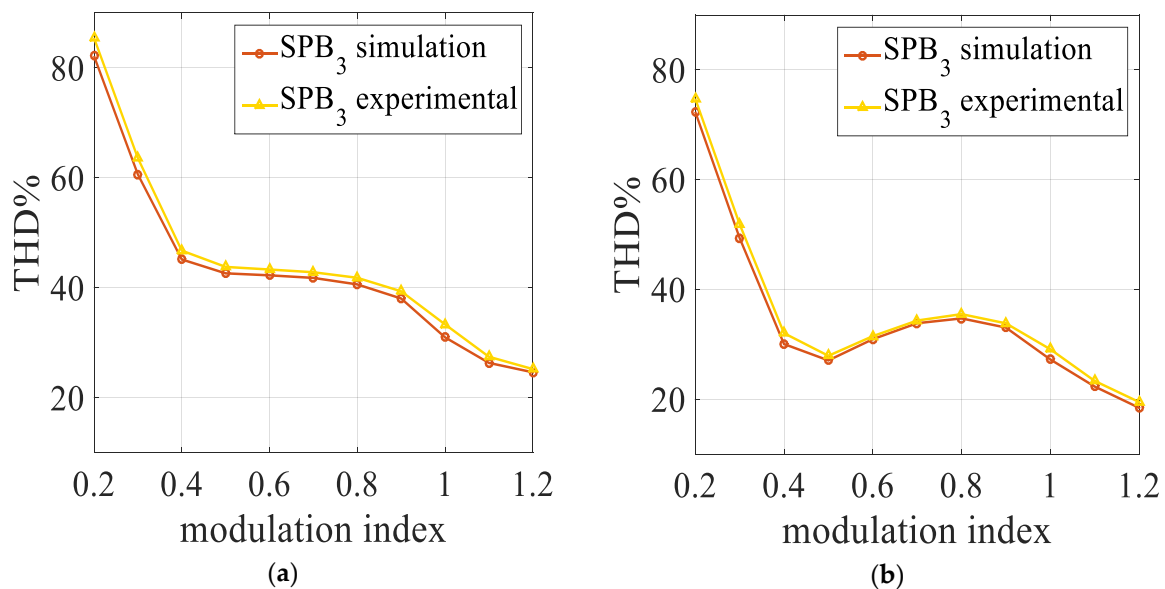 SPB3 simulation
SPB3 experimental
THD%
80
60
40
20
0.2 0.4 0.6 0.8 1 1.2
modulation index
(a)
SPB3 simulation
SPB3 experimental
THD%
80
60
40
20
0.2 0.4 0.6 0.8 1 1.2
modulation index
(b)